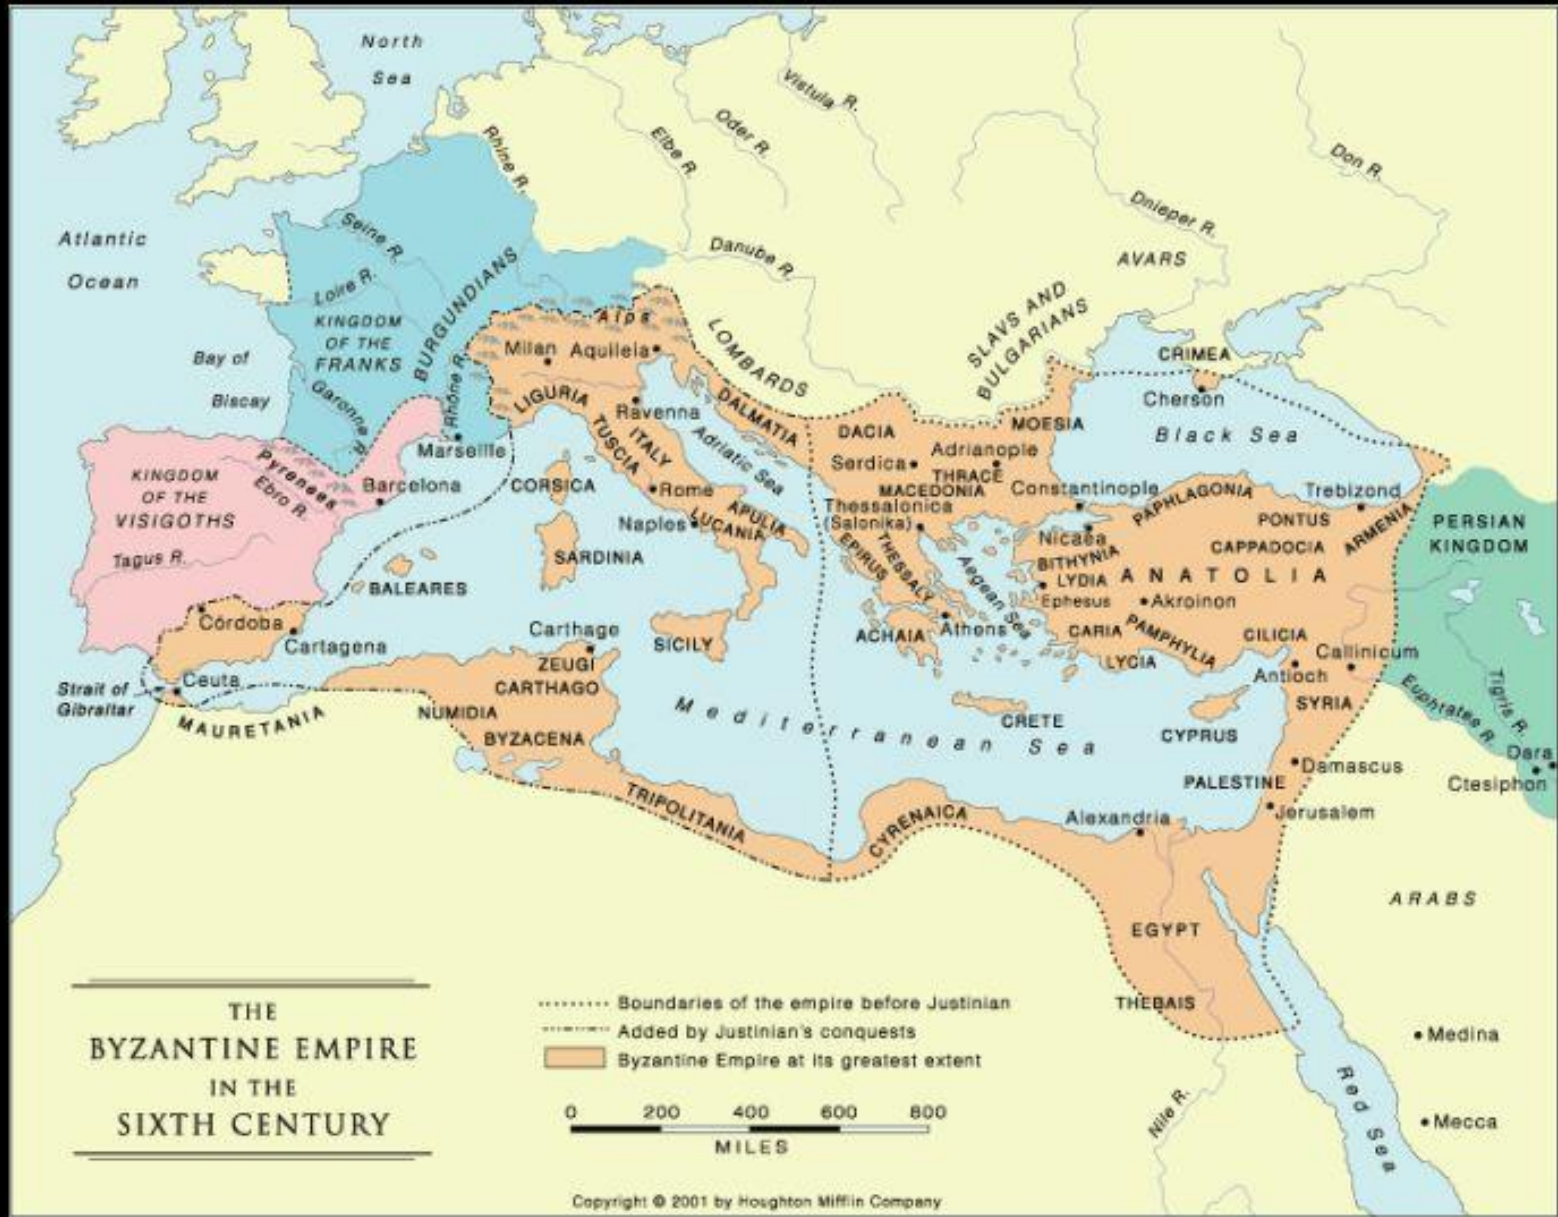 North
Sea
Atlantic
Ocean
Bay of
Biscay
Rhine R.
Elbe R.
Oder R.
Vistula R.
Dnieper R.
Don R.
Danube R.
AVARS
SLAVS AND
BULGARIANS
LOMBARDS
Seine R.
Loire R.
KINGDOM
OF THE
FRANKS
BURGUNDIANS
Garonne R.
Rhône R.
Marseille
Pyrenees
Ebro R.
Barcelona
KINGDOM
OF THE
VISIGOTHS
Tagus R.
Córdoba
Cartagena
Ceuta
Strait of
Gibraltar
MAURETANIA
BALEARES
CORSICA
SARDINIA
SICILY
Alps
Milan
Aquileia
LIGURIA
Ravenna
TUSCIA
ITALY
Rome
Naples
APULIA
LUCANIA
Adriatic Sea
DALMATIA
DACIA
Serdica
Adrianople
THRACE
MACEDONIA
MOESIA
Thessalonica
(Salonika)
Constantinople
EPIRUS
THESSALY
Aegean Sea
ACHAIA
Athens
CRIMEA
Cherson
Black Sea
PAPHLAGONIA
Trebizond
PONTUS
ARMENIA
Nicaea
BITHYNIA
CAPPADOCIA
LYDIA
ANATOLIA
Ephesus
Akroinon
CARIA
PAMPHYLIA
LYCIA
CILICIA
Callinicum
Antioch
SYRIA
PERSIAN
KINGDOM
Euphrates R.
Tigris R.
Dara
Ctesiphon
Carthage
ZEUGI
CARTHAGO
NUMIDIA
BYZACENA
TRIPOLITANIA
Mediterranean Sea
CRETE
CYPRUS
CYRENAICA
Alexandria
PALESTINE
Damascus
Jerusalem
EGYPT
THEBAIS
ARABS
Medina
Mecca
Nile R.
Red Sea
THE
BYZANTINE EMPIRE
IN THE
SIXTH CENTURY
Boundaries of the empire before Justinian
Added by Justinian's conquests
Byzantine Empire at its greatest extent
0 200 400 600 800
MILES
Copyright © 2001 by Houghton Mifflin Company